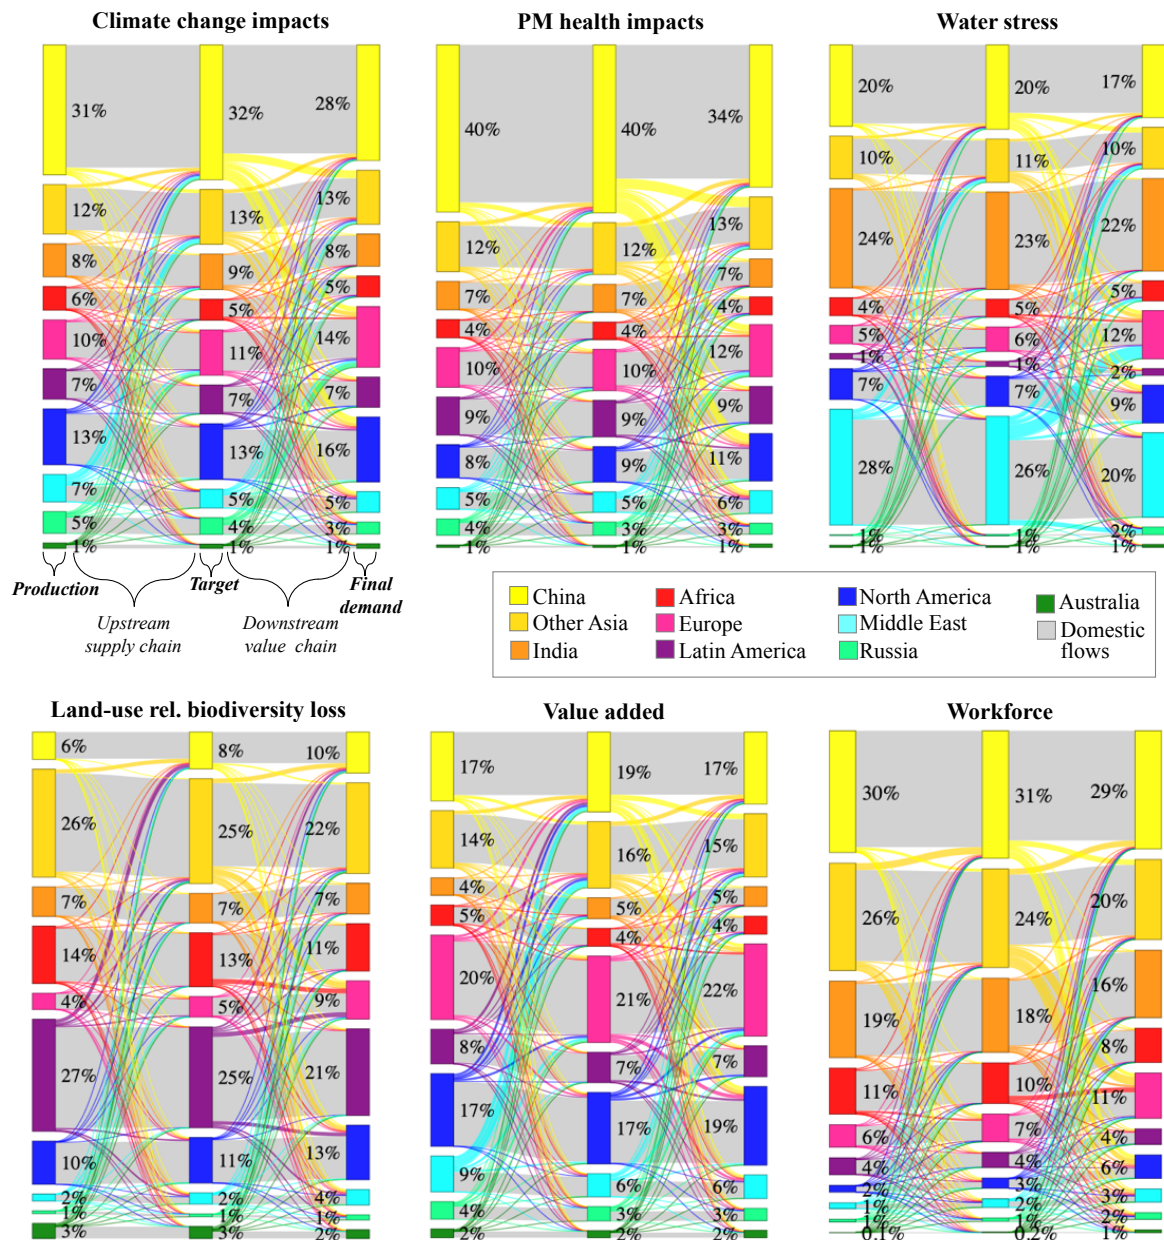 Climate change impacts
PM health impacts
Water stress
31% 32% 28%
12% 13% 13%
8% 9% 8%
6% 5% 5%
10% 11% 14%
7% 7% 7%
13% 13% 16%
7% 5% 5%
5% 4% 3%
1% 1% 1%
40% 40% 34%
12% 12% 13%
7% 7% 7%
4% 4% 4%
10% 10% 12%
9% 9% 9%
8% 9% 11%
5% 5% 6%
4% 3% 3%
1% 1% 1%
20% 20% 17%
10% 11% 10%
24% 23% 22%
4% 5% 5%
5% 6% 12%
1% 1% 2%
7% 7% 9%
28% 26% 20%
1% 1% 2%
1% 1% 1%
Production
Target
Final
demand
Upstream
supply chain
Downstream
value chain
China
Other Asia
India
Africa
Europe
Latin America
North America
Middle East
Russia
Australia
Domestic
flows
Land-use rel. biodiversity loss
Value added
Workforce
6% 8% 10%
26% 25% 22%
7% 7% 7%
14% 13% 11%
4% 5% 9%
27% 25% 21%
10% 11% 13%
2% 2% 4%
1% 1% 1%
3% 3% 2%
17% 19% 17%
14% 16% 15%
4% 5% 5%
5% 4% 4%
20% 21% 22%
8% 7% 7%
17% 17% 19%
9% 6% 6%
4% 3% 3%
2% 2% 2%
30% 31% 29%
26% 24% 20%
19% 18% 16%
11% 10% 8%
6% 7% 11%
4% 4% 4%
2% 3% 6%
1% 2% 3%
1% 1% 2%
0.1% 0.2% 1%